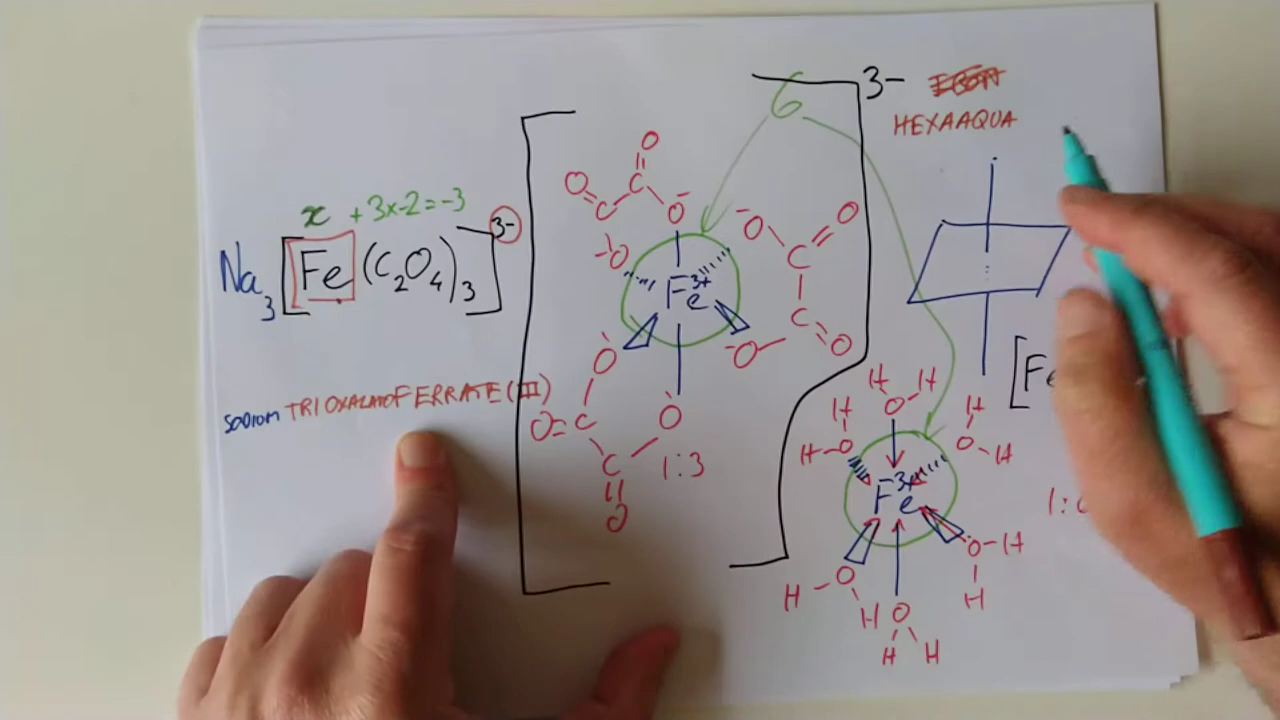 x + 3x-2=-3
Na3[Fe(C2O4)3]3-
SODIUM TRIOXALATOFERRATE (III)
6
3-
HEXAAQUA
O
O
C
C
O-
-O
Fe3+
-O
O
C
C
O
-O
O-
O=C
O-
C
O
1:3
[Fe
H
H
O
H
H-O
H
O-H
Fe3+
O-H
H
O
H
H
O
H
H
1: